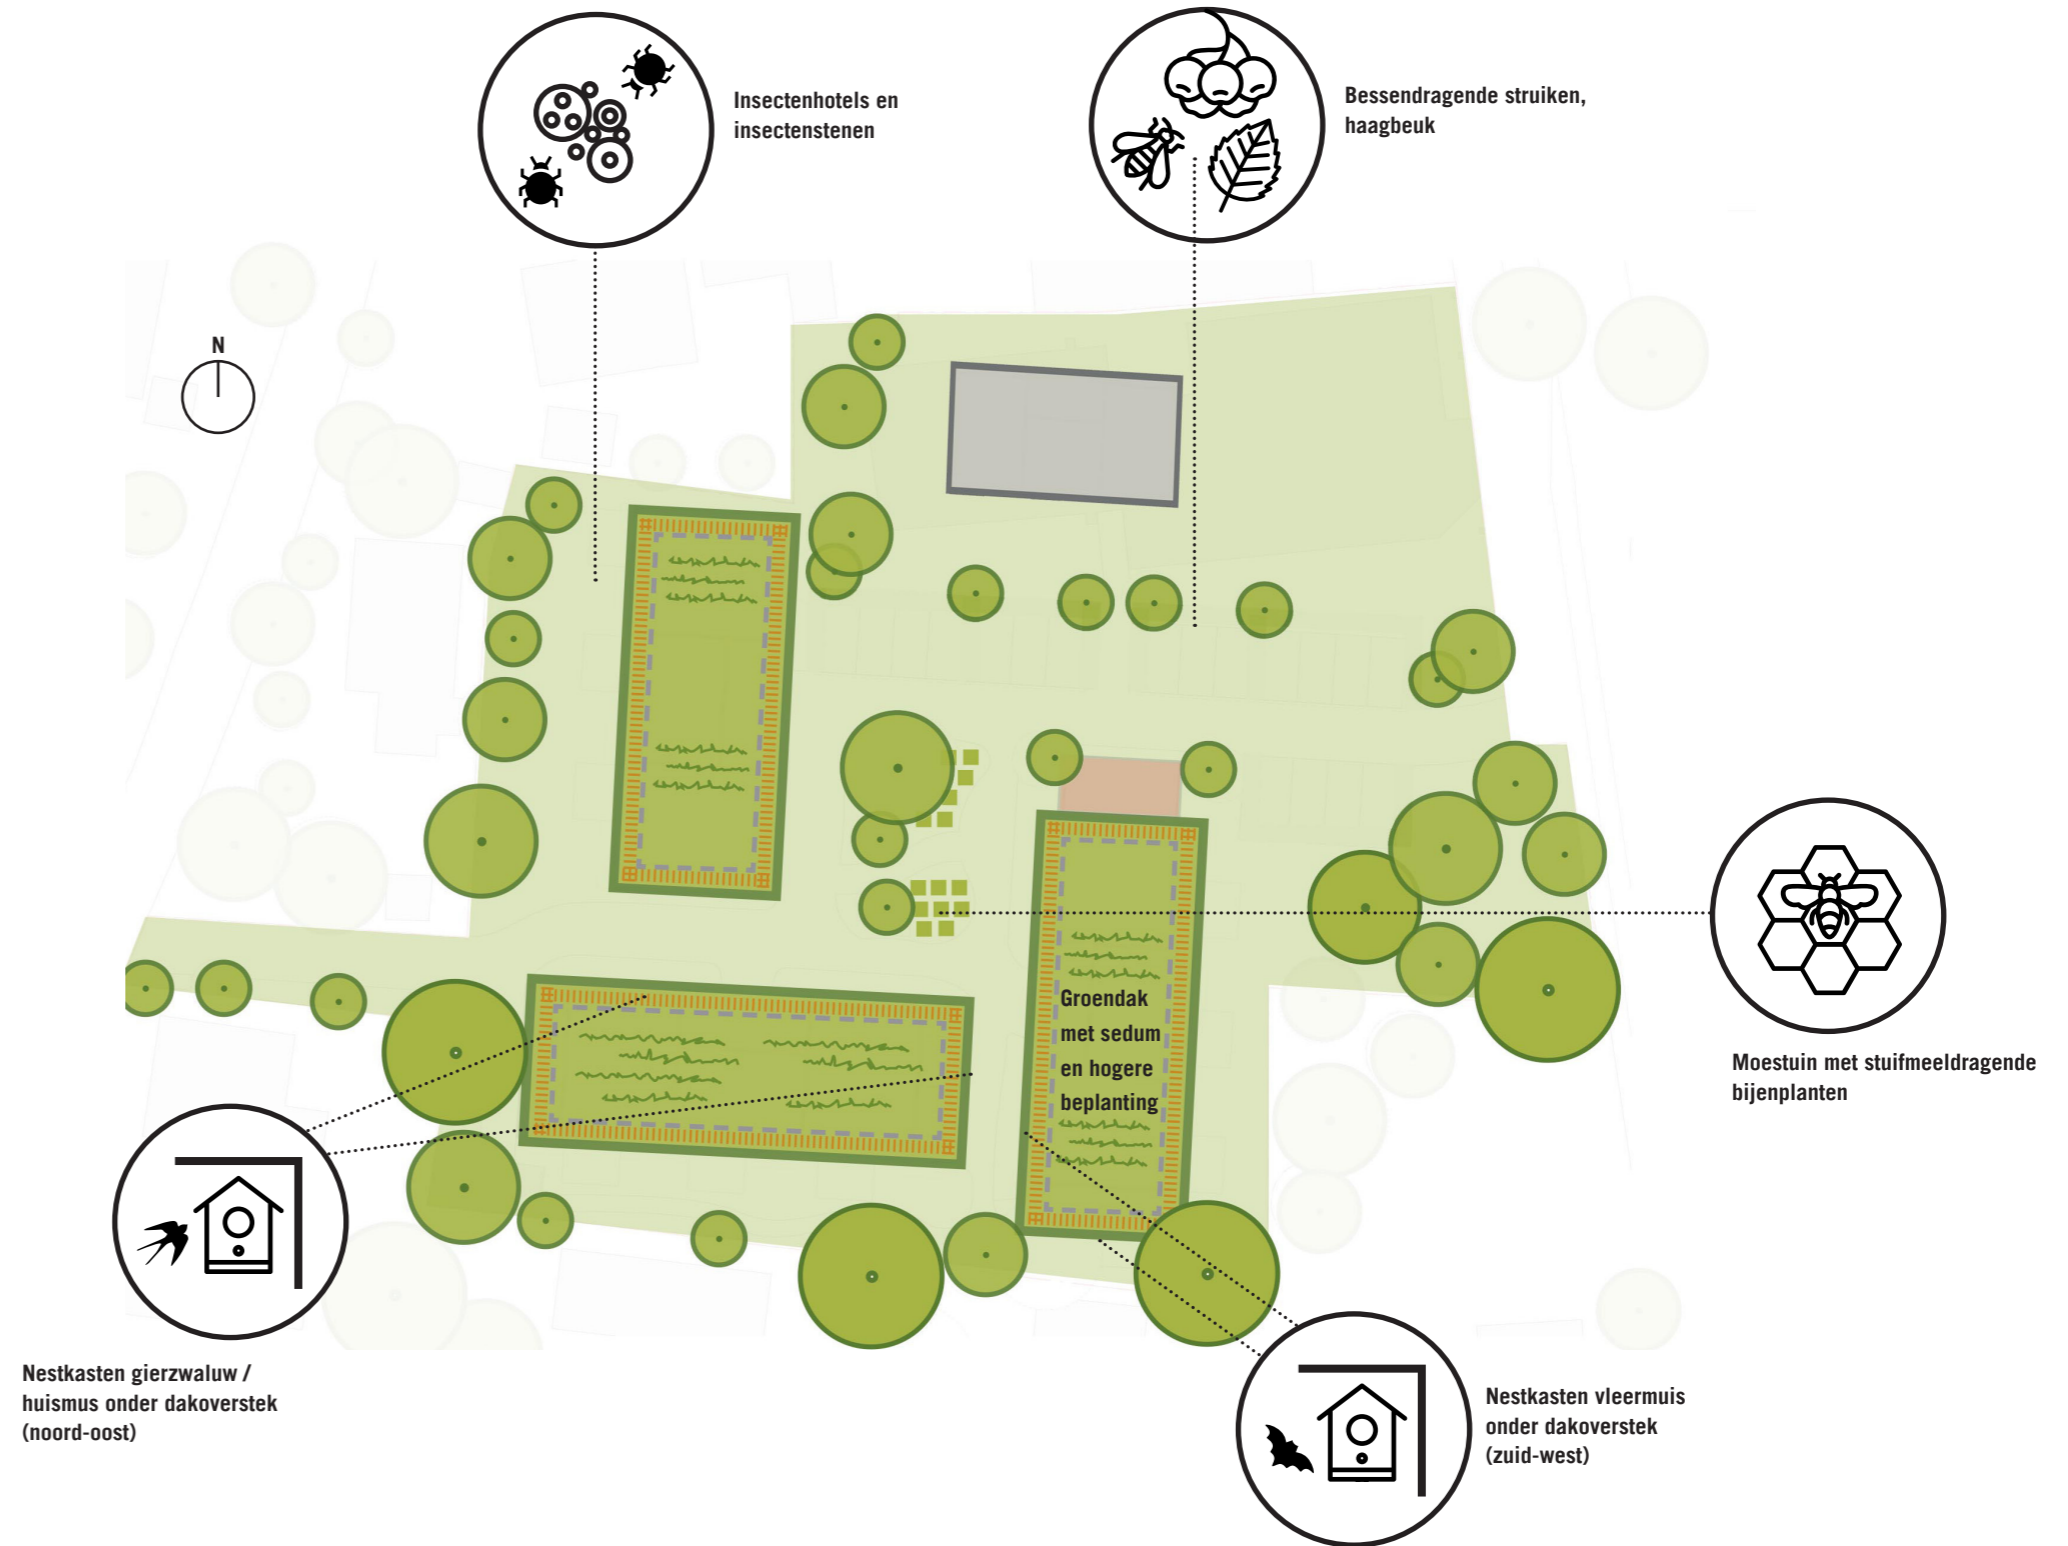 Insectenhotels en
insectenstenen
Bessendragende struiken,
haagbeuk
N
Groendak
met sedum
en hogere
beplanting
Moestuin met stuifmeeldragende
bijenplanten
Nestkasten gierzwaluw /
huismus onder dakoverstek
(noord-oost)
Nestkasten vleermuis
onder dakoverstek
(zuid-west)